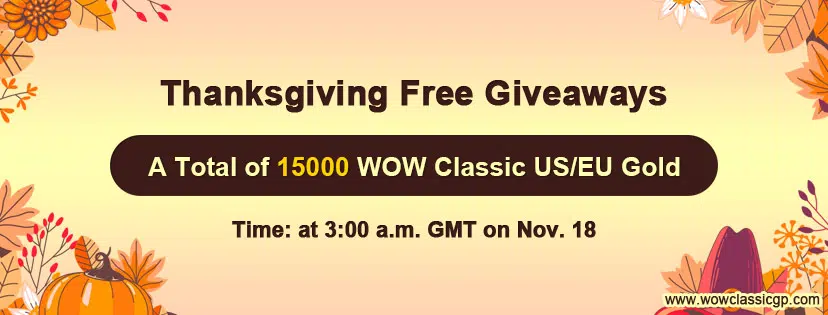 Thanksgiving Free Giveaways
A Total of 15000 WOW Classic US/EU Gold
Time: at 3:00 a.m. GMT on Nov. 18
www.wowclassicgp.com